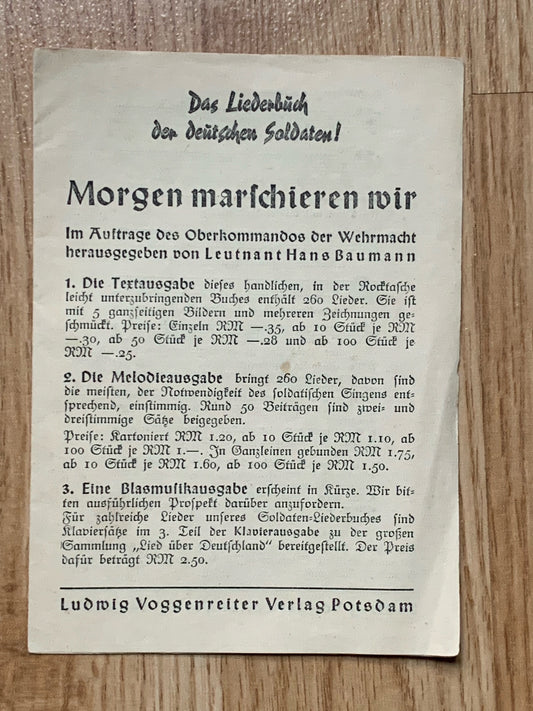 Das Liederbuch
der deutschen Soldaten!
Morgen marschieren wir
Im Auftrage des Oberkommandos der Wehrmacht
herausgegeben von Leutnant Hans Baumann
1. Die Textausgabe dieses handlichen, in der Rocktasche
leicht unterzubringenden Buches enthält 260 Lieder. Sie ist
mit 5 ganzseitigen Bildern und mehreren Zeichnungen ge-
schmückt. Preise: Einzeln RM —.35, ab 10 Stück je RM
—.30, ab 50 Stück je RM —.28 und ab 100 Stück je
RM —.25.
2. Die Melodieausgabe bringt 260 Lieder, davon sind
die meisten, der Notwendigkeit des soldatischen Singens ent-
sprechend, einstimmig. Rund 50 Beiträgen sind zwei- und
dreistimmige Sätze beigegeben.
Preise: Kartoniert RM 1.20, ab 10 Stück je RM 1.10, ab
100 Stück je RM 1.—. In Ganzleinen gebunden RM 1.75,
ab 10 Stück je RM 1.60, ab 100 Stück je RM 1.50.
3. Eine Blasmusikausgabe erscheint in Kürze. Wir bit-
ten ausführlichen Prospekt darüber anzufordern.
Für zahlreiche Lieder unseres Soldaten-Liederbuches sind
Klaviersätze im 3. Teil der Klavierausgabe zu der großen
Sammlung „Lied über Deutschland" bereitgestellt. Der Preis
dafür beträgt RM 2.50.
Ludwig Voggenreiter Verlag Potsdam